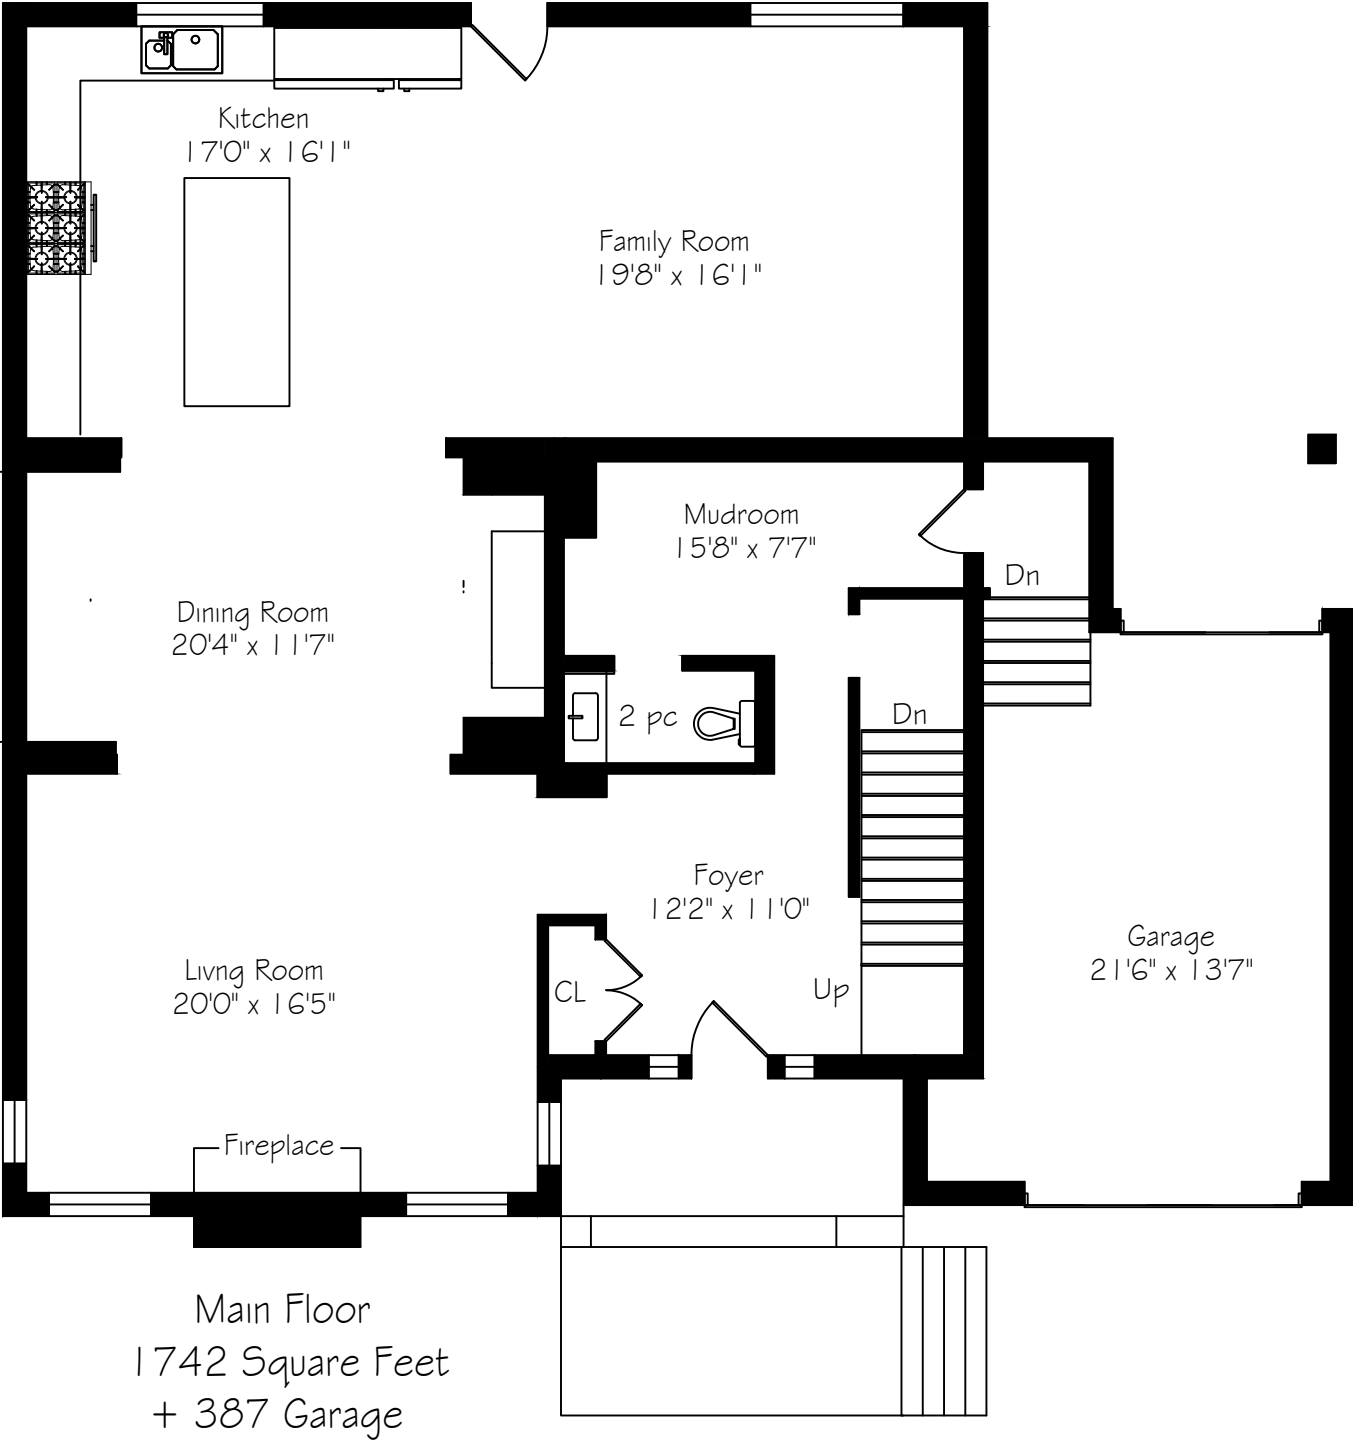 Kitchen
17'0" x 16'1"
Family Room
19'8" x 16'1"
Mudroom
15'8" x 7'7"
Dn
Dining Room
20'4" x 11'7"
2 pc
Dn
Foyer
12'2" x 11'0"
Garage
21'6" x 13'7"
Livng Room
20'0" x 16'5"
CL
Up
Fireplace
Main Floor
1742 Square Feet
+ 387 Garage